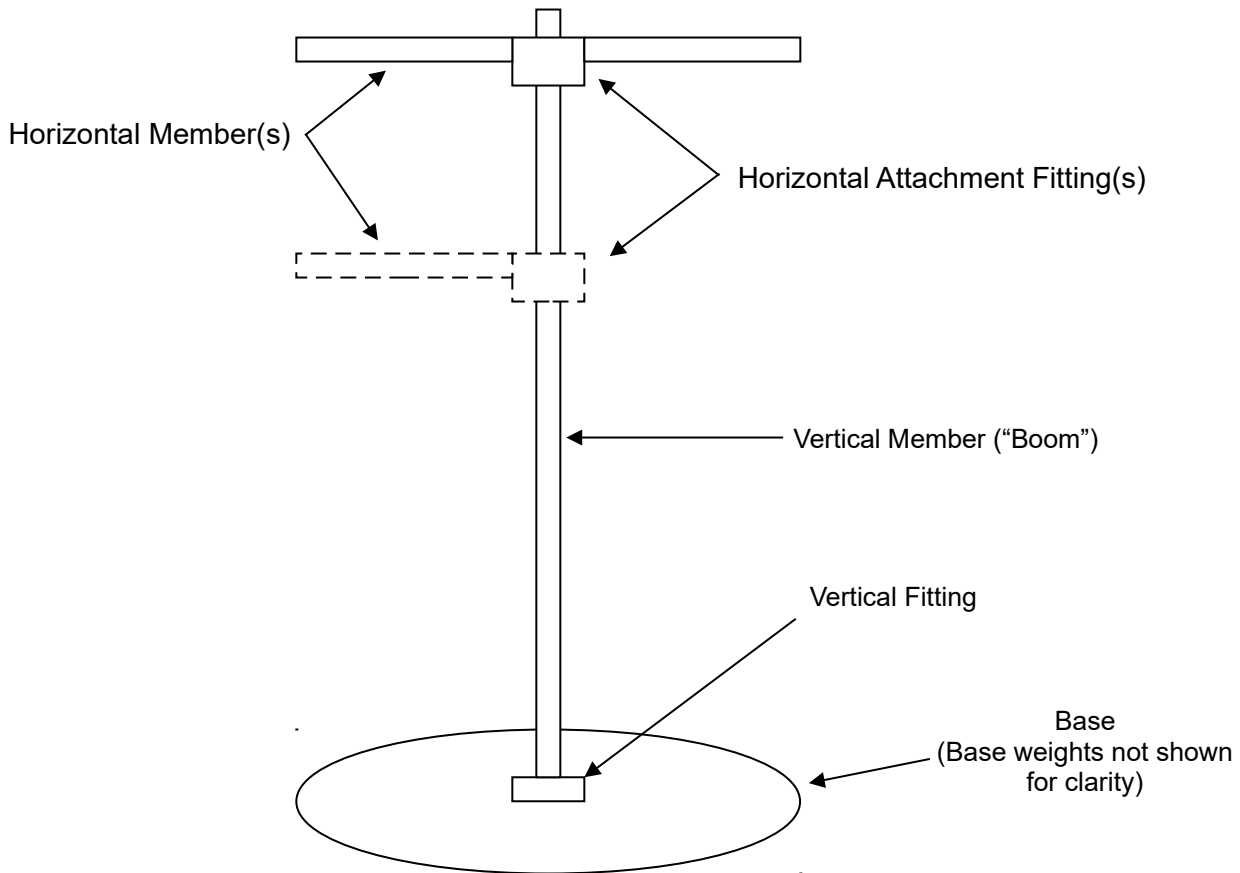 Horizontal Member(s)
Horizontal Attachment Fitting(s)
Vertical Member (“Boom”)
Vertical Fitting
Base
(Base weights not shown
for clarity)